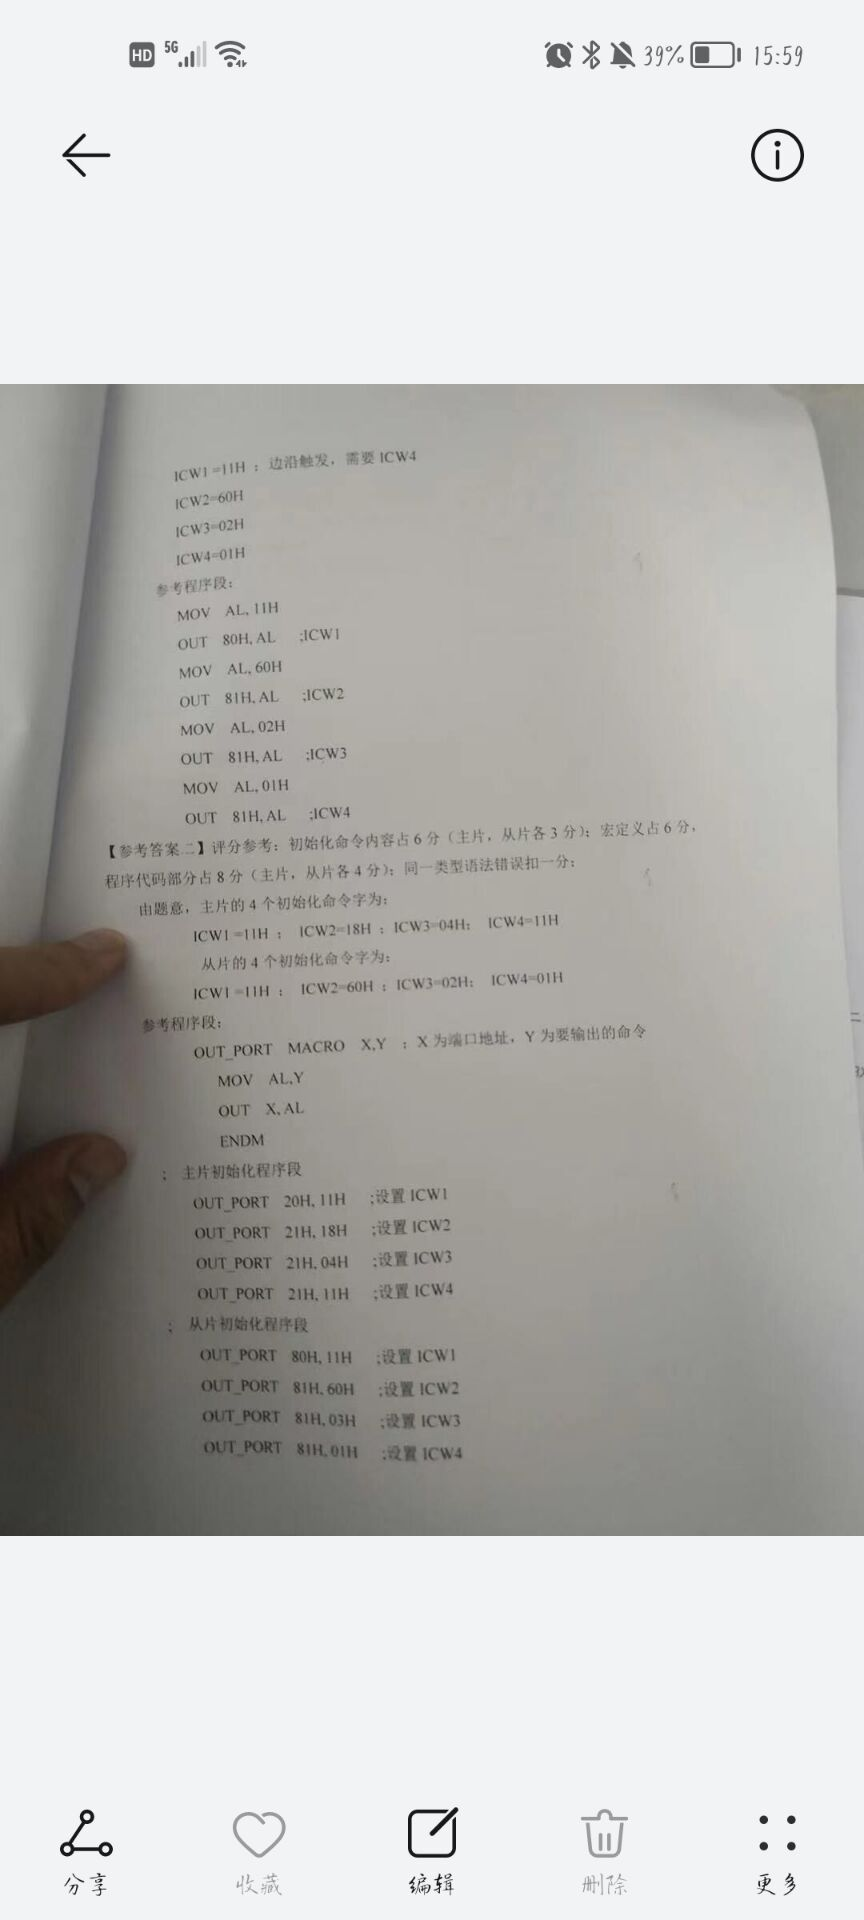 HD 5G 39% 15:59
ICW1 =11H ；边沿触发，需要 ICW4
ICW2=60H
ICW3=02H
ICW4=01H
参考程序段：
MOV AL, 11H
OUT 80H, AL ;ICW1
MOV AL, 60H
OUT 81H, AL ;ICW2
MOV AL, 02H
OUT 81H, AL ;ICW3
MOV AL, 01H
OUT 81H, AL ;ICW4
【参考答案二】评分参考：初始化命令内容占 6 分（主片，从片各 3 分）；宏定义占 6 分，
程序代码部分占 8 分（主片，从片各 4 分）；同一类型语法错误扣一分；
由题意，主片的 4 个初始化命令字为：
ICW1 =11H ； ICW2=18H ；ICW3=04H； ICW4=11H
从片的 4 个初始化命令字为：
ICW1 =11H ； ICW2=60H ；ICW3=02H； ICW4=01H
参考程序段：
OUT_PORT MACRO X,Y ；X 为端口地址，Y 为要输出的命令
MOV AL,Y
OUT X, AL
ENDM
； 主片初始化程序段
OUT_PORT 20H, 11H ;设置 ICW1
OUT_PORT 21H, 18H ;设置 ICW2
OUT_PORT 21H, 04H ;设置 ICW3
OUT_PORT 21H, 11H ;设置 ICW4
； 从片初始化程序段
OUT_PORT 80H, 11H ;设置 ICW1
OUT_PORT 81H, 60H ;设置 ICW2
OUT_PORT 81H, 03H ;设置 ICW3
OUT_PORT 81H, 01H ;设置 ICW4
分享 收藏 编辑 删除 更多